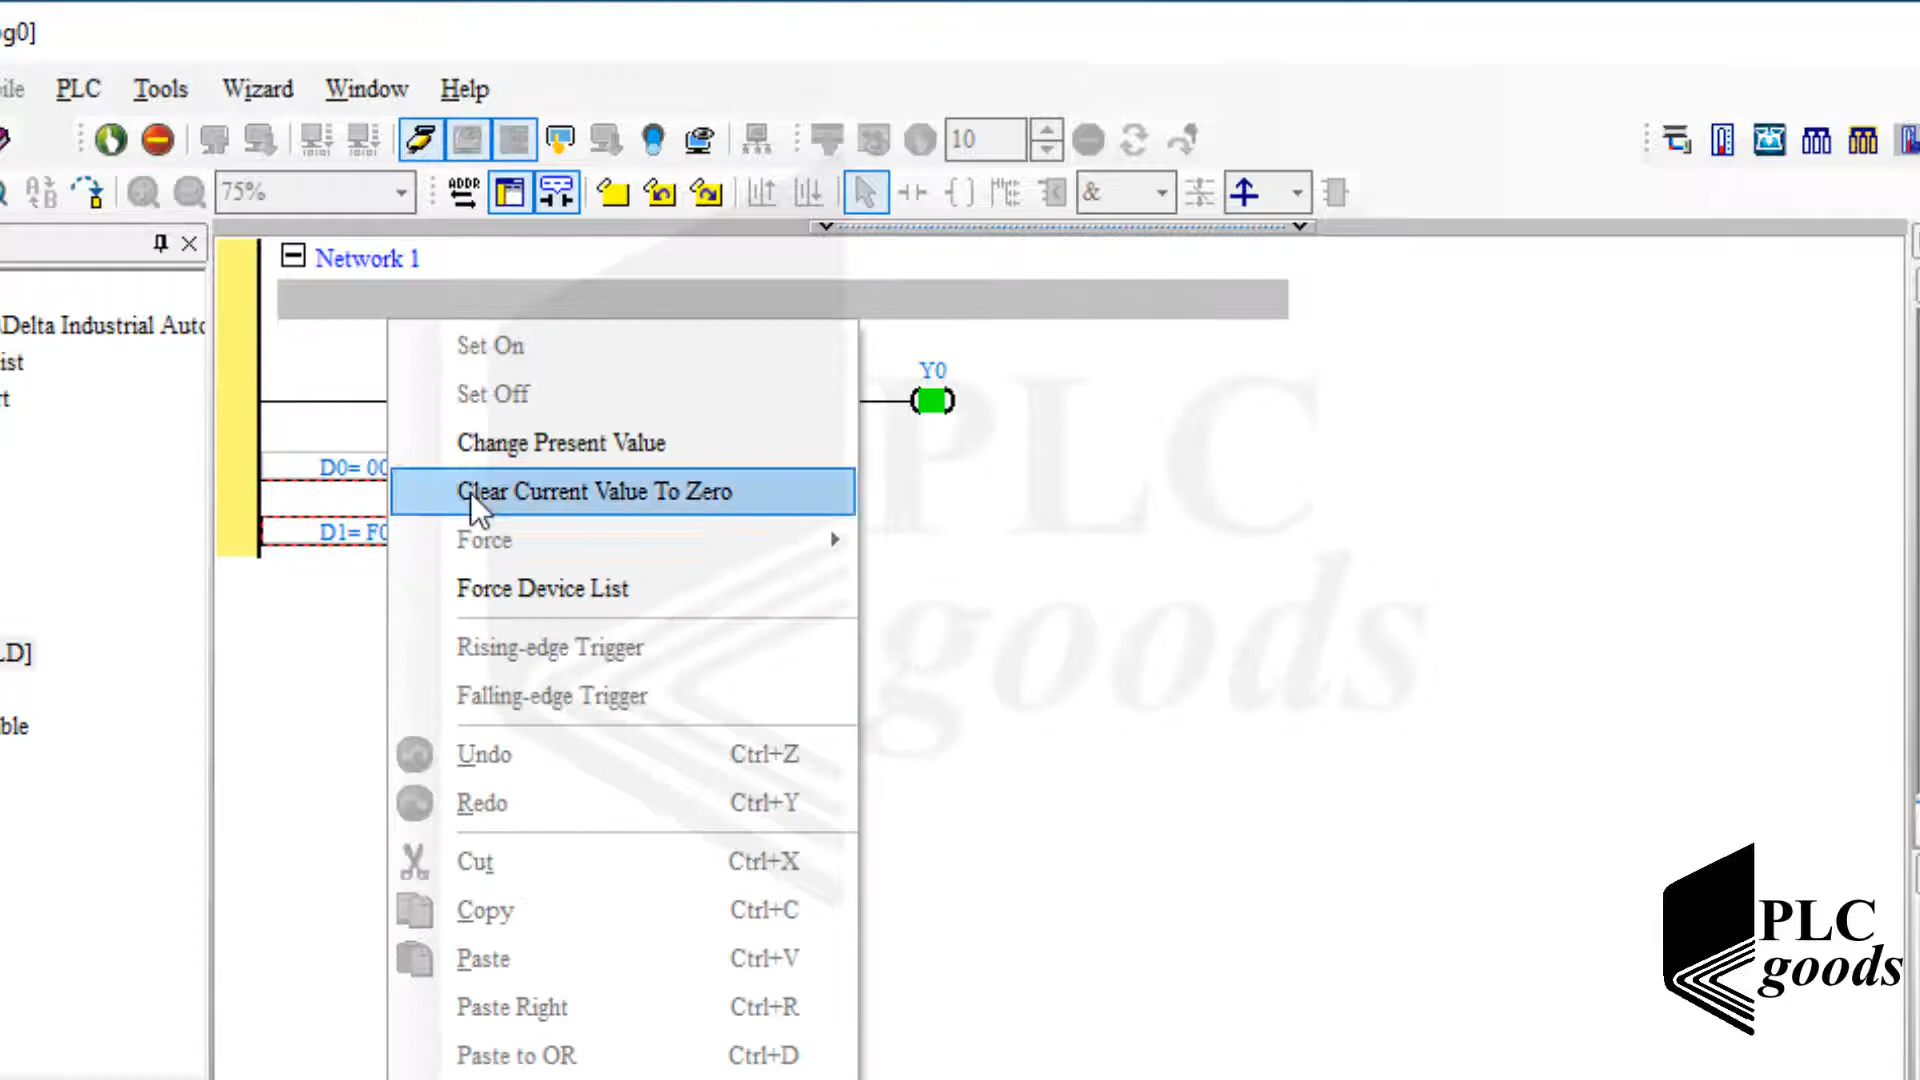 g0]
ile PLC Tools Wizard Window Help
10
75%
ADDR
&
Network 1
Delta Industrial Auto
ist
t
Set On
Set Off
Y0
Change Present Value
D0= 00
Clear Current Value To Zero
D1= F0
Force
Force Device List
LD]
Rising-edge Trigger
Falling-edge Trigger
ble
Undo Ctrl+Z
Redo Ctrl+Y
Cut Ctrl+X
Copy Ctrl+C
Paste Ctrl+V
Paste Right Ctrl+R
Paste to OR Ctrl+D
PLC
goods
PLC
goods